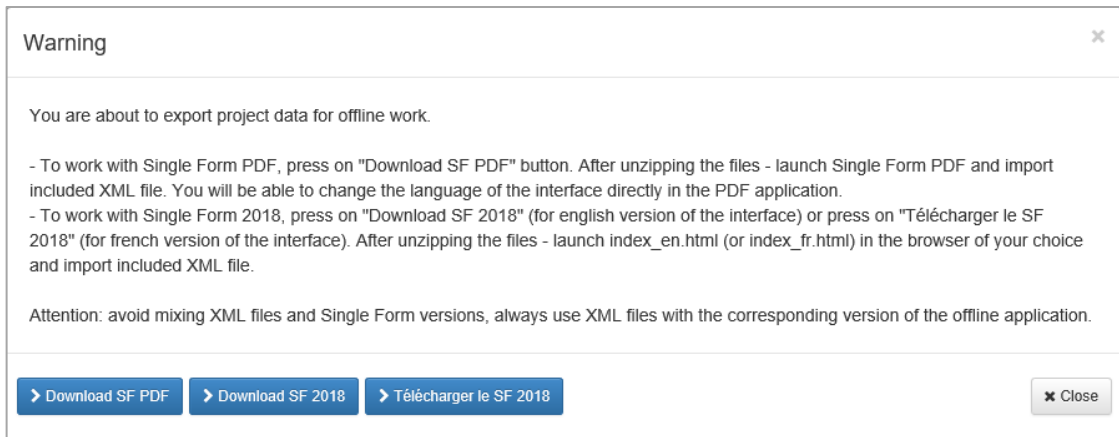 Warning
×
You are about to export project data for offline work.
- To work with Single Form PDF, press on "Download SF PDF" button. After unzipping the files - launch Single Form PDF and import
included XML file. You will be able to change the language of the interface directly in the PDF application.
- To work with Single Form 2018, press on "Download SF 2018" (for english version of the interface) or press on "Télécharger le SF
2018" (for french version of the interface). After unzipping the files - launch index_en.html (or index_fr.html) in the browser of your choice
and import included XML file.
Attention: avoid mixing XML files and Single Form versions, always use XML files with the corresponding version of the offline application.
Download SF PDF
Download SF 2018
Télécharger le SF 2018
Close